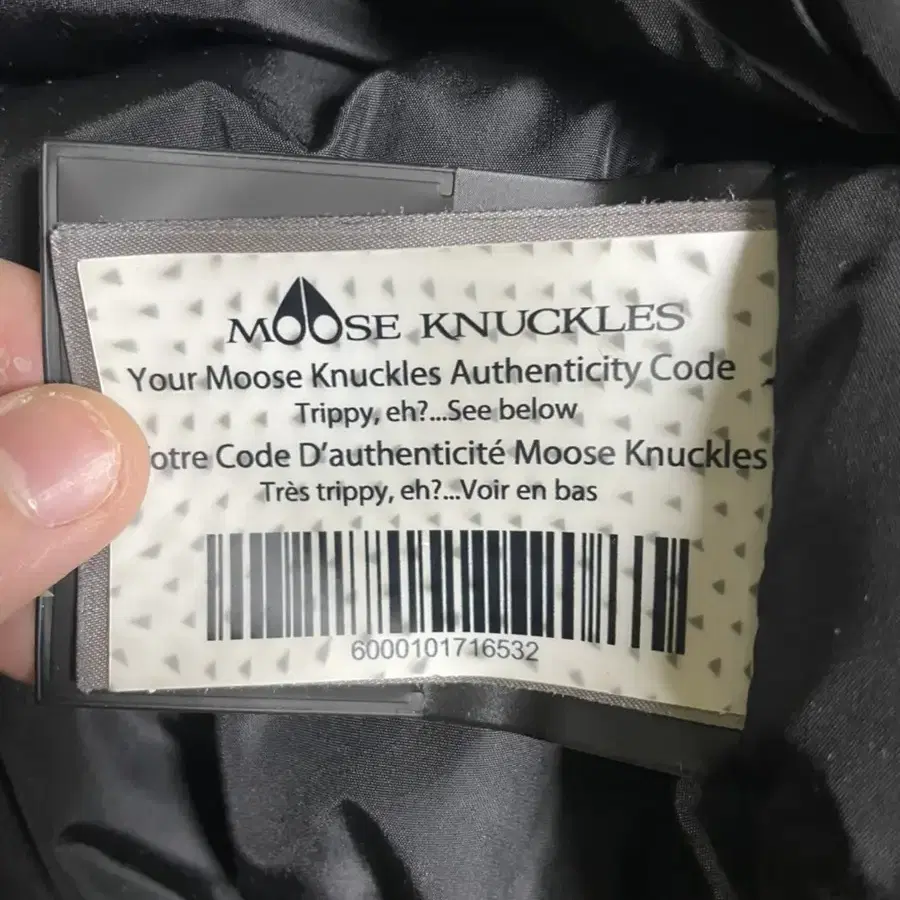 MOOSE KNUCKLES
Your Moose Knuckles Authenticity Code
Trippy, eh?...See below
Code D'authenticité Moose Knuckles
Très trippy, eh?...Voir en bas
6000101716532